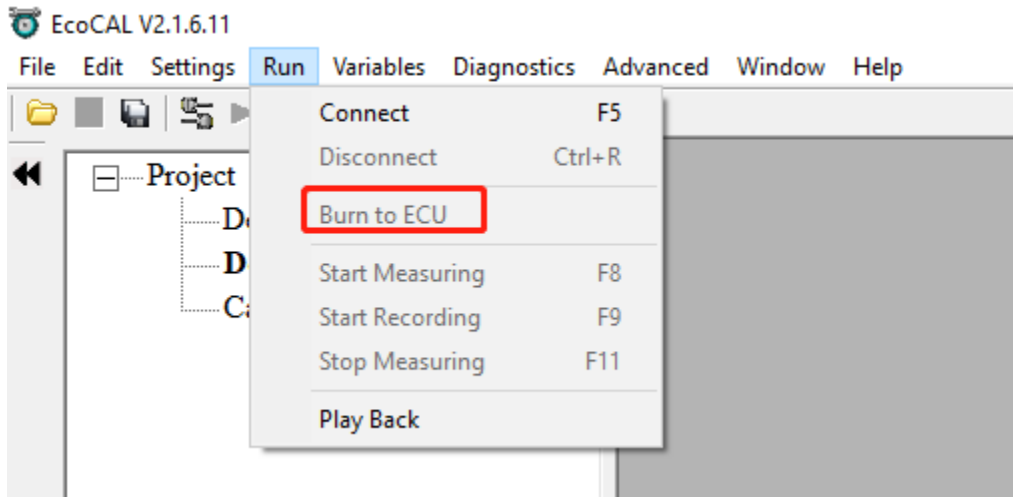 EcoCAL V2.1.6.11
File Edit Settings Run Variables Diagnostics Advanced Window Help
Connect F5
Project
Disconnect Ctrl+R
Burn to ECU
Start Measuring F8
Start Recording F9
Stop Measuring F11
Play Back